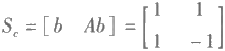 S_c = [b  Ab] = [1  1
1  -1]